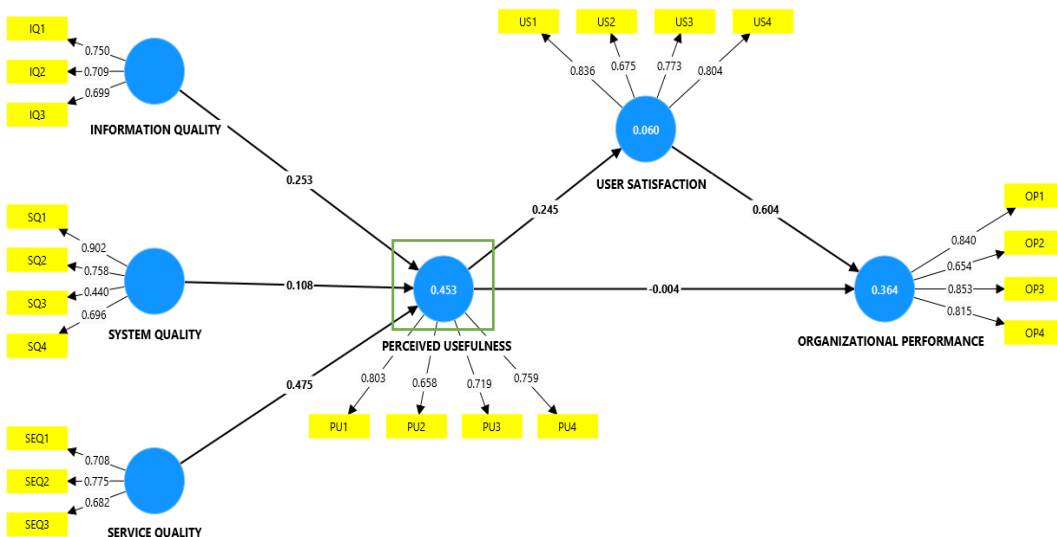 IQ1
IQ2
IQ3
0.750
0.709
0.699
INFORMATION QUALITY
US1
US2
US3
US4
0.836
0.675
0.773
0.804
0.060
USER SATISFACTION
0.253
0.245
0.604
SQ1
SQ2
SQ3
SQ4
0.902
0.758
0.440
0.696
SYSTEM QUALITY
0.108
0.453
PERCEIVED USEFULNESS
-0.004
0.364
ORGANIZATIONAL PERFORMANCE
OP1
OP2
OP3
OP4
0.840
0.654
0.853
0.815
0.803
0.658
0.719
0.759
PU1
PU2
PU3
PU4
0.475
SEQ1
SEQ2
SEQ3
0.708
0.775
0.682
SERVICE QUALITY